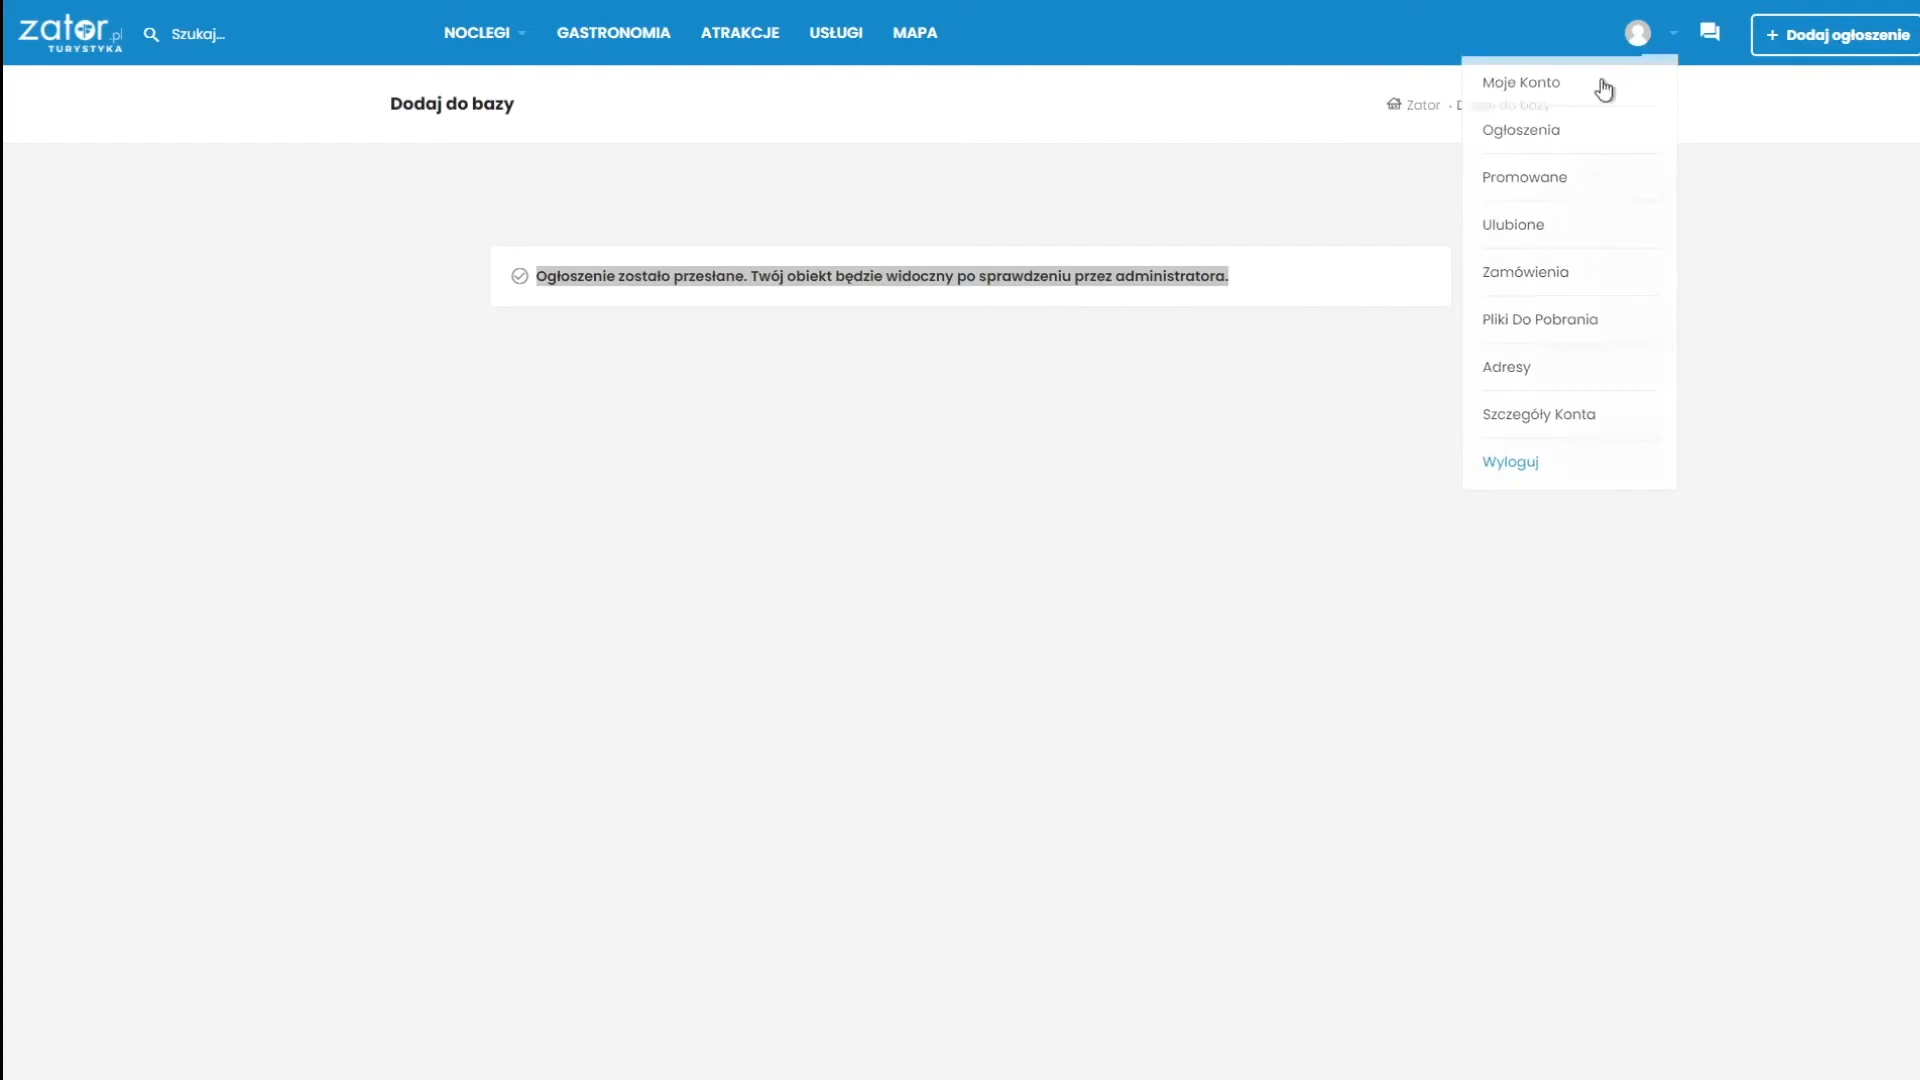 zator.pl
TURYSTYKA
Szukaj...
NOCLEGI
GASTRONOMIA
ATRAKCJE
USŁUGI
MAPA
+ Dodaj ogłoszenie
Dodaj do bazy
Zator
Moje Konto
Ogłoszenia
Promowane
Ulubione
Zamówienia
Pliki Do Pobrania
Adresy
Szczegóły Konta
Wyloguj
Ogłoszenie zostało przesłane. Twój obiekt będzie widoczny po sprawdzeniu przez administratora.